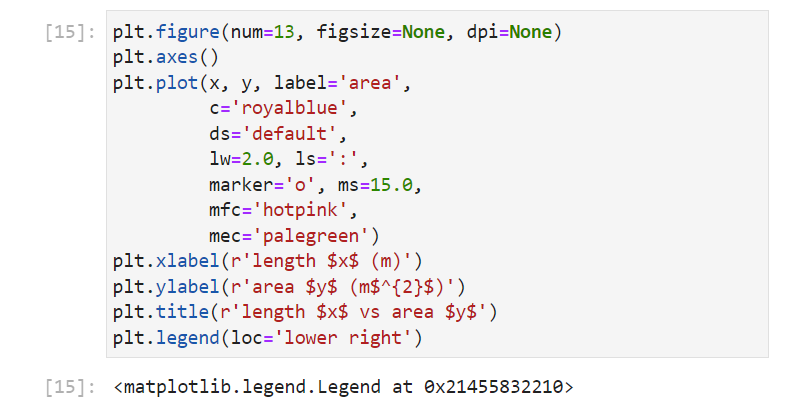 [15]: plt.figure(num=13, figsize=None, dpi=None)
plt.axes()
plt.plot(x, y, label='area',
         c='royalblue',
         ds='default',
         lw=2.0, ls=':',
         marker='o', ms=15.0,
         mfc='hotpink',
         mec='palegreen')
plt.xlabel(r'length $x$ (m)')
plt.ylabel(r'area $y$ (m$^{2}$)')
plt.title(r'length $x$ vs area $y$')
plt.legend(loc='lower right')
[15]: <matplotlib.legend.Legend at 0x21455832210>